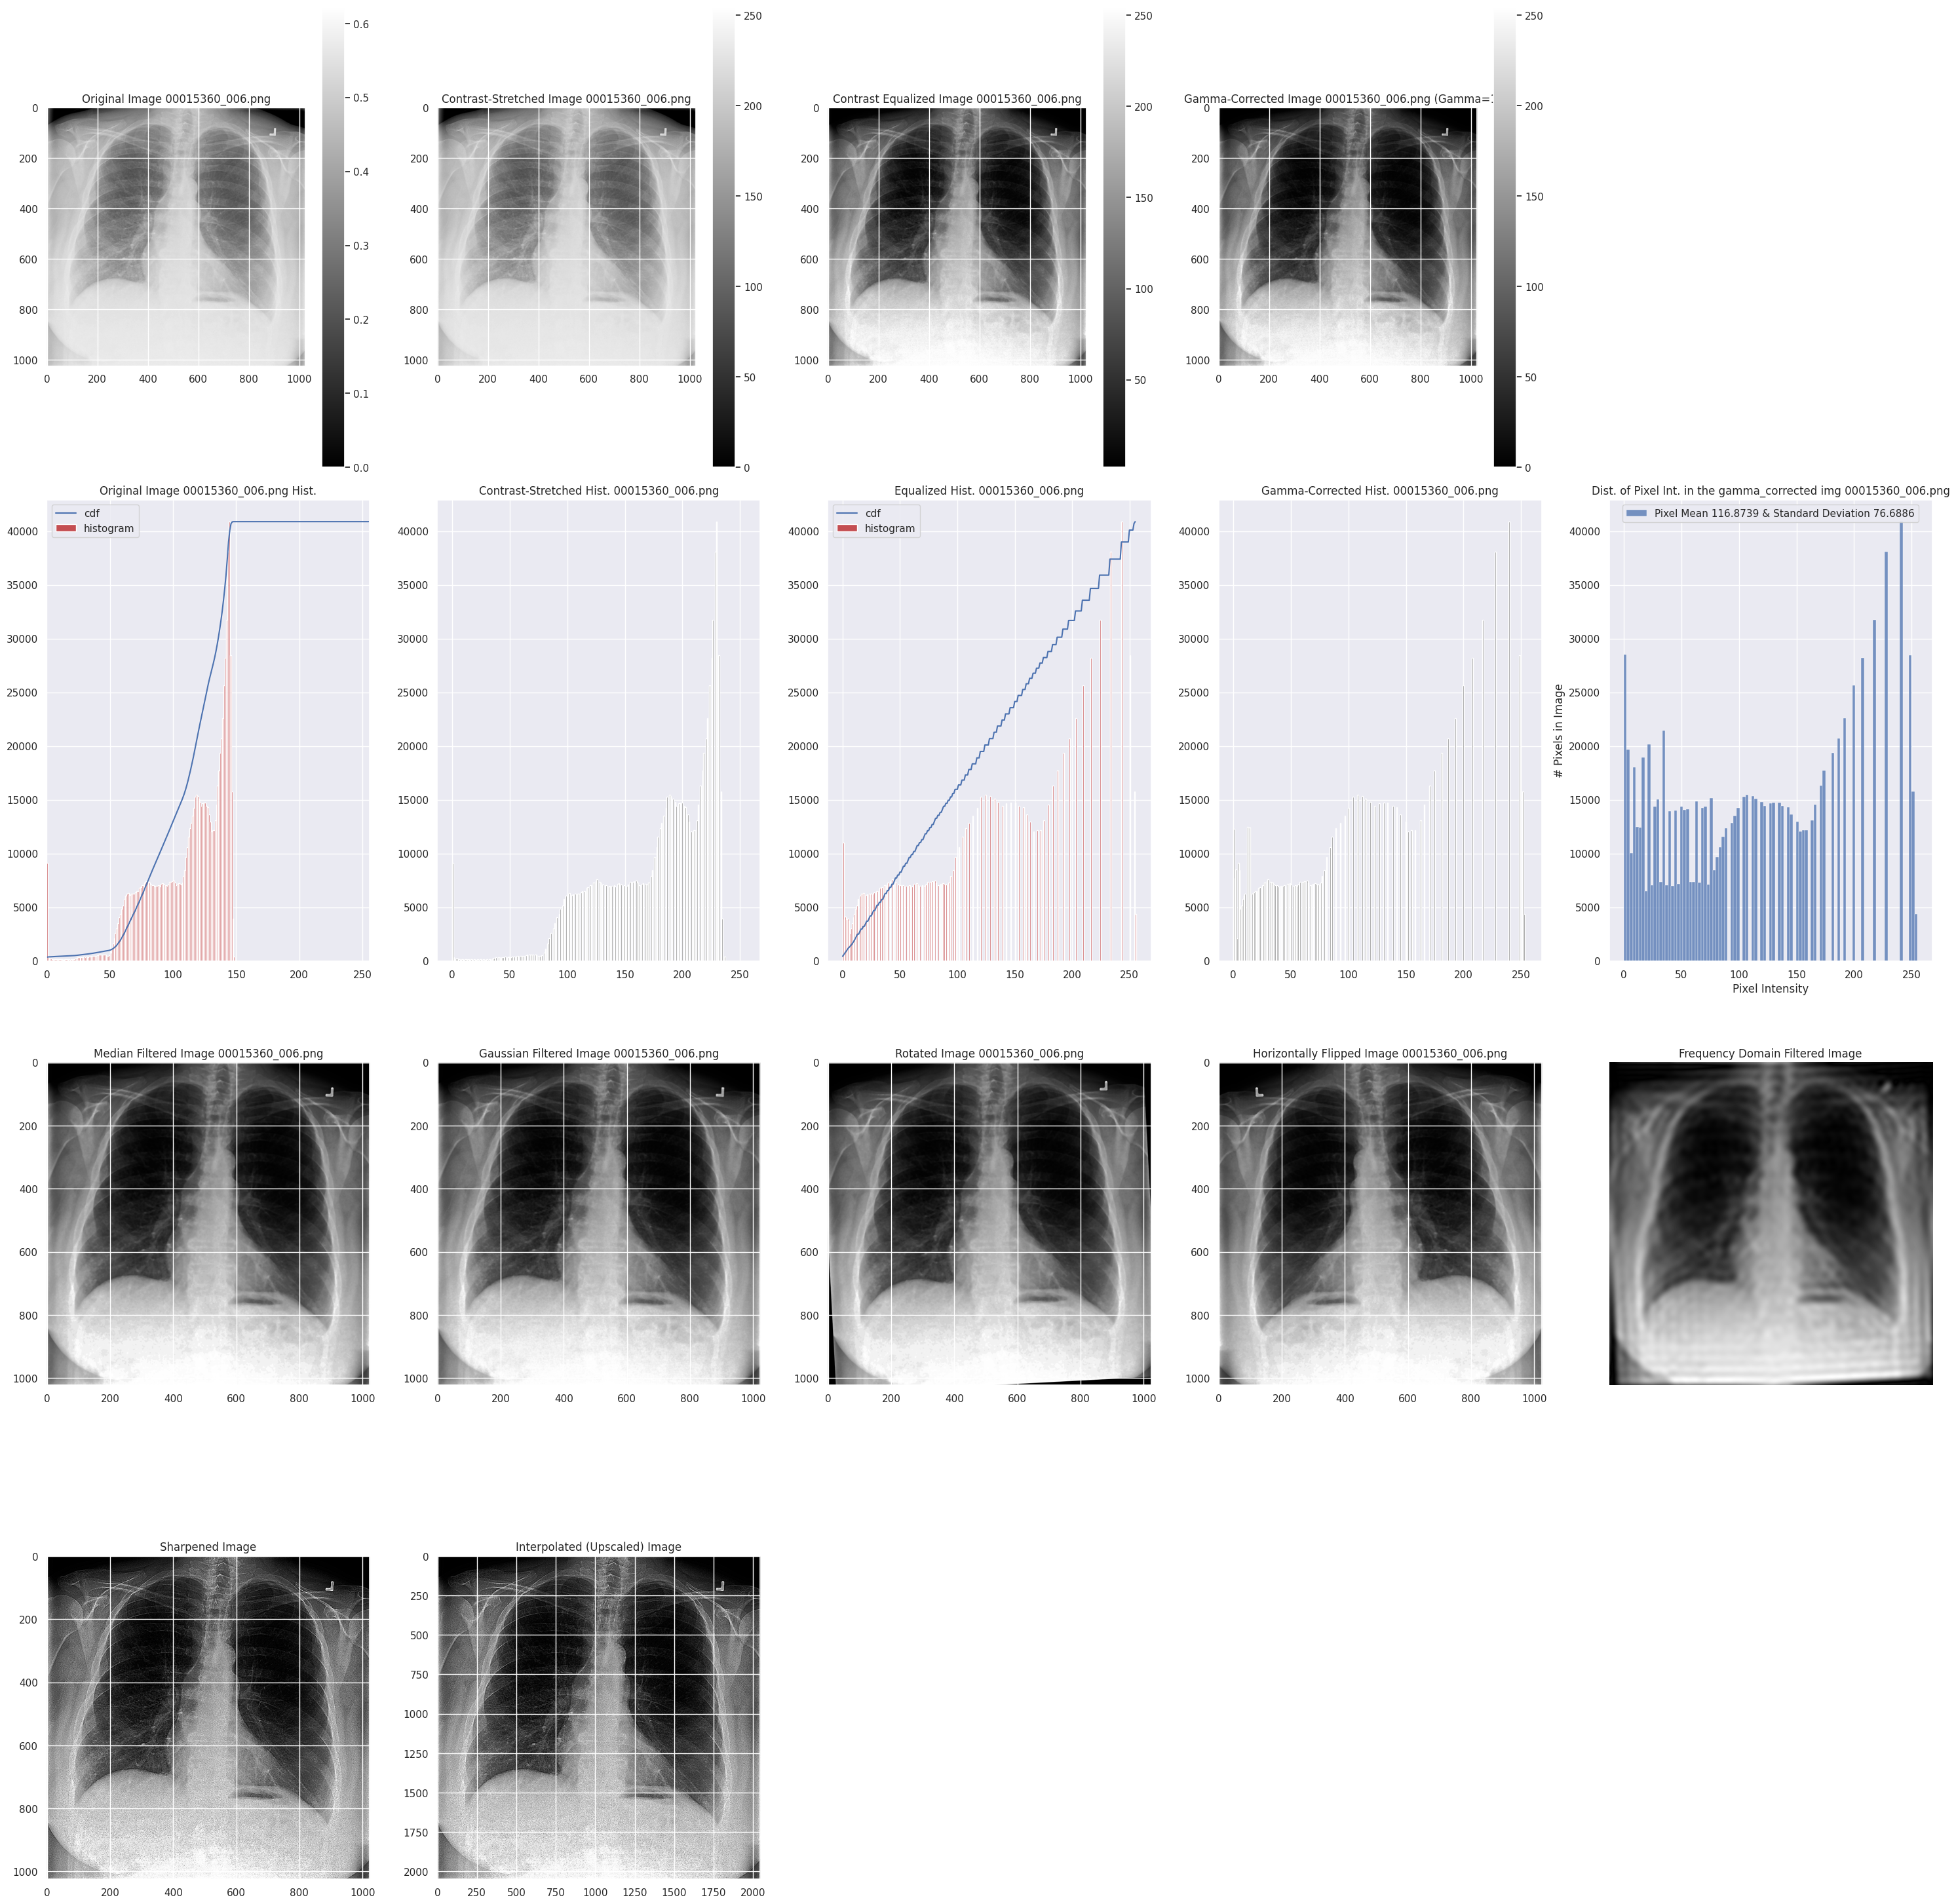 Original Image 00015360_006.png
Contrast-Stretched Image 00015360_006.png
Contrast Equalized Image 00015360_006.png
Gamma-Corrected Image 00015360_006.png (Gamma=
0 200 400 600 800 1000
0 200 400 600 800 1000
0.6 0.5 0.4 0.3 0.2 0.1 0.0
0 200 400 600 800 1000
0 200 400 600 800 1000
250 200 150 100 50 0
0 200 400 600 800 1000
0 200 400 600 800 1000
250 200 150 100 50
0 200 400 600 800 1000
0 200 400 600 800 1000
250 200 150 100 50 0
Original Image 00015360_006.png Hist.
cdf
histogram
40000 35000 30000 25000 20000 15000 10000 5000 0
0 50 100 150 200 250
Contrast-Stretched Hist. 00015360_006.png
40000 35000 30000 25000 20000 15000 10000 5000 0
0 50 100 150 200 250
Equalized Hist. 00015360_006.png
cdf
histogram
40000 35000 30000 25000 20000 15000 10000 5000 0
0 50 100 150 200 250
Gamma-Corrected Hist. 00015360_006.png
40000 35000 30000 25000 20000 15000 10000 5000 0
0 50 100 150 200 250
Dist. of Pixel Int. in the gamma_corrected img 00015360_006.png
Pixel Mean 116.8739 & Standard Deviation 76.6886
# Pixels in Image
40000 35000 30000 25000 20000 15000 10000 5000 0
0 50 100 150 200 250
Pixel Intensity
Median Filtered Image 00015360_006.png
0 200 400 600 800 1000
0 200 400 600 800 1000
Gaussian Filtered Image 00015360_006.png
0 200 400 600 800 1000
0 200 400 600 800 1000
Rotated Image 00015360_006.png
0 200 400 600 800 1000
0 200 400 600 800 1000
Horizontally Flipped Image 00015360_006.png
0 200 400 600 800 1000
0 200 400 600 800 1000
Frequency Domain Filtered Image
Sharpened Image
0 200 400 600 800 1000
0 200 400 600 800 1000
Interpolated (Upscaled) Image
0 250 500 750 1000 1250 1500 1750 2000
0 250 500 750 1000 1250 1500 1750 2000